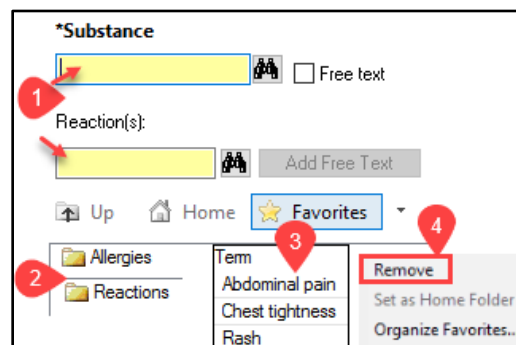 *Substance
1
Free text
Reaction(s):
Add Free Text
Up Home Favorites
4
3
2
Allergies
Reactions
Term
Abdominal pain
Chest tightness
Rash
Remove
Set as Home Folder
Organize Favorites..